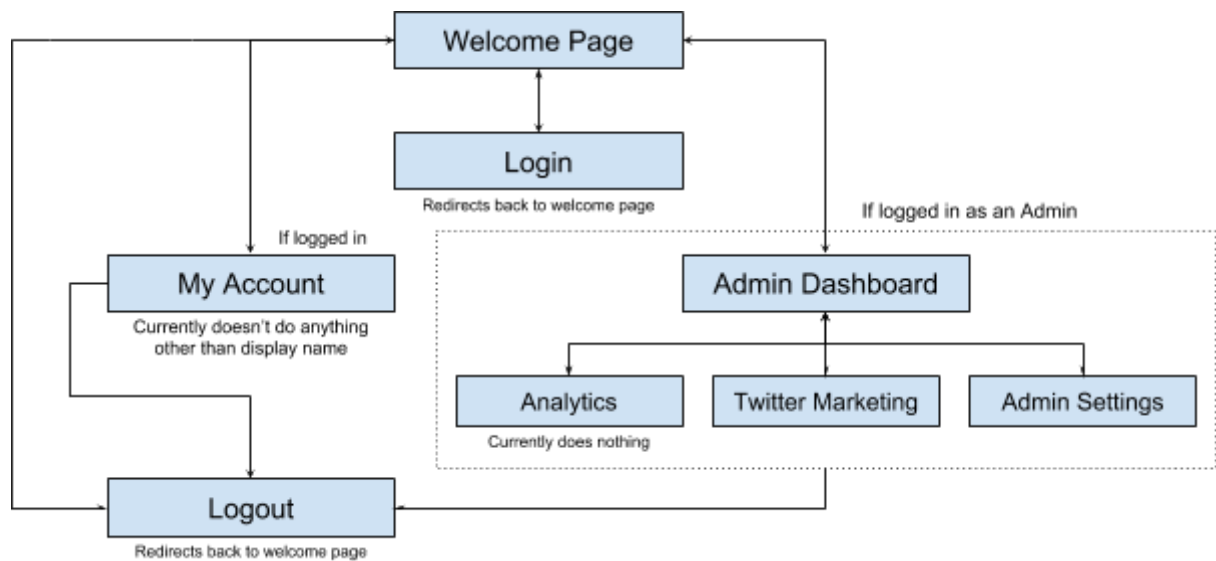 Welcome Page
Login
Redirects back to welcome page
If logged in as an Admin
If logged in
My Account
Currently doesn't do anything
other than display name
Admin Dashboard
Analytics
Currently does nothing
Twitter Marketing
Admin Settings
Logout
Redirects back to welcome page